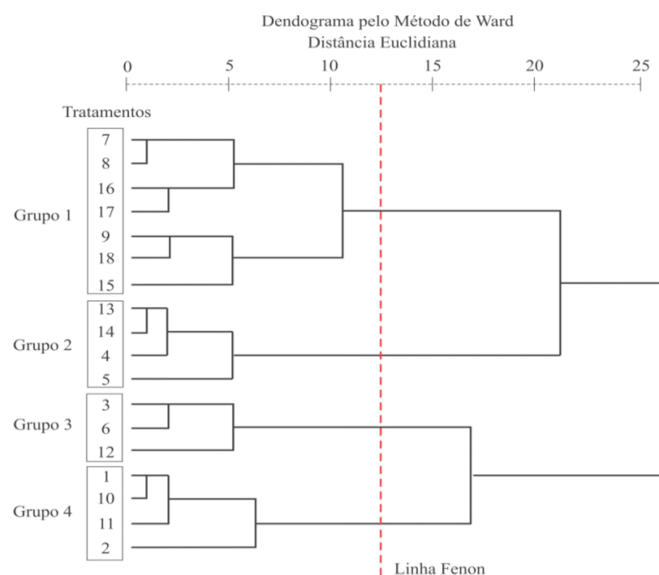 Dendograma pelo Método de Ward
Distância Euclidiana
0 5 10 15 20 25
Tratamentos
7
8
16
Grupo 1
17
9
18
15
13
14
Grupo 2
4
5
3
Grupo 3
6
12
1
10
Grupo 4
11
2
Linha Fenon